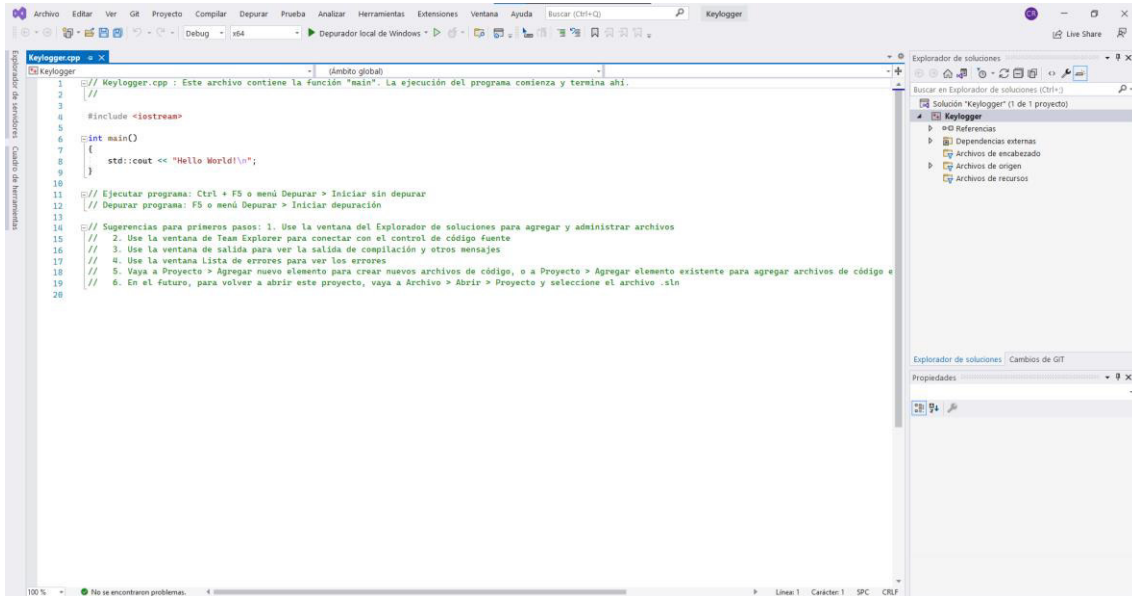 Archivo Editar Ver Git Proyecto Compilar Depurar Prueba Analizar Herramientas Extensiones Ventana Ayuda Buscar (Ctrl+Q) Keylogger CR
Debug x64 Depurador local de Windows Live Share
Explorador de servidores
Cuadro de herramientas
Keylogger.cpp
Keylogger (Ámbito global)
1 // Keylogger.cpp : Este archivo contiene la función "main". La ejecución del programa comienza y termina ahí.
2 //
3
4 #include <iostream>
5
6 int main()
7 {
8 std::cout << "Hello World!\n";
9 }
10
11 // Ejecutar programa: Ctrl + F5 o menú Depurar > Iniciar sin depurar
12 // Depurar programa: F5 o menú Depurar > Iniciar depuración
13
14 // Sugerencias para primeros pasos: 1. Use la ventana del Explorador de soluciones para agregar y administrar archivos
15 // 2. Use la ventana de Team Explorer para conectar con el control de código fuente
16 // 3. Use la ventana de salida para ver la salida de compilación y otros mensajes
17 // 4. Use la ventana Lista de errores para ver los errores
18 // 5. Vaya a Proyecto > Agregar nuevo elemento para crear nuevos archivos de código, o a Proyecto > Agregar elemento existente para agregar archivos de código e
19 // 6. En el futuro, para volver a abrir este proyecto, vaya a Archivo > Abrir > Proyecto y seleccione el archivo .sln
20
100 % No se encontraron problemas. Línea: 1 Carácter: 1 SPC CRLF
Explorador de soluciones
Buscar en Explorador de soluciones (Ctrl+;)
Solución "Keylogger" (1 de 1 proyecto)
Keylogger
Referencias
Dependencias externas
Archivos de encabezado
Archivos de origen
Archivos de recursos
Explorador de soluciones Cambios de GIT
Propiedades